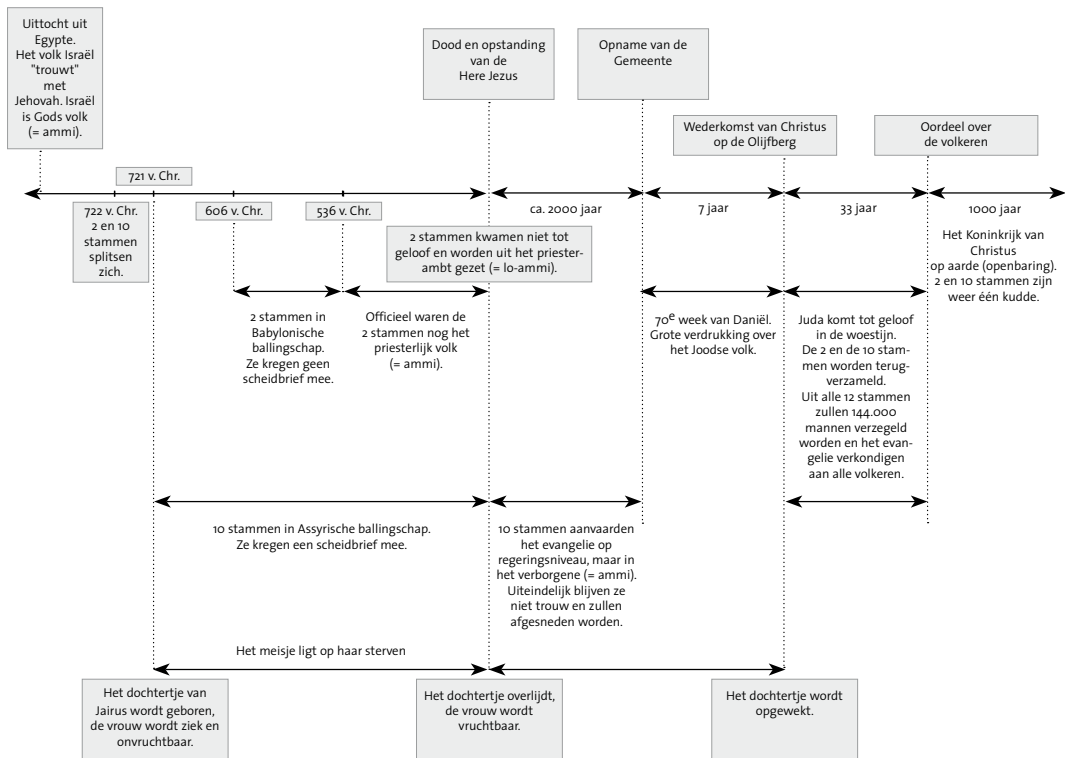 Uittocht uit
Egypte.
Het volk Israël
"trouwt"
met
Jehovah. Israël
is Gods volk
(= ammi).
Dood en opstanding
van de
Here Jezus
Opname van de
Gemeente
Wederkomst van Christus
op de Olijfberg
Oordeel over
de volkeren
721 v. Chr.
722 v. Chr.
2 en 10
stammen
splitsen
zich.
606 v. Chr.
536 v. Chr.
ca. 2000 jaar
7 jaar
33 jaar
1000 jaar
2 stammen kwamen niet tot
geloof en worden uit het priester-
ambt gezet (= lo-ammi).
Het Koninkrijk van
Christus
op aarde (openbaring).
2 en 10 stammen zijn
weer één kudde.
2 stammen in
Babylonische
ballingschap.
Ze kregen geen
scheidbrief mee.
Officieel waren de
2 stammen nog het
priesterlijk volk
(= ammi).
70e week van Daniël.
Grote verdrukking over
het Joodse volk.
Juda komt tot geloof
in de woestijn.
De 2 en de 10 stam-
men worden terug-
verzameld.
Uit alle 12 stammen
zullen 144.000
mannen verzegeld
worden en het evan-
gelie verkondigen
aan alle volkeren.
10 stammen in Assyrische ballingschap.
Ze kregen een scheidbrief mee.
10 stammen aanvaarden
het evangelie op
regeringsniveau, maar in
het verborgene (= ammi).
Uiteindelijk blijven ze
niet trouw en zullen
afgesneden worden.
Het meisje ligt op haar sterven
Het dochtertje van
Jairus wordt geboren,
de vrouw wordt ziek en
onvruchtbaar.
Het dochtertje overlijdt,
de vrouw wordt
vruchtbaar.
Het dochtertje wordt
opgewekt.